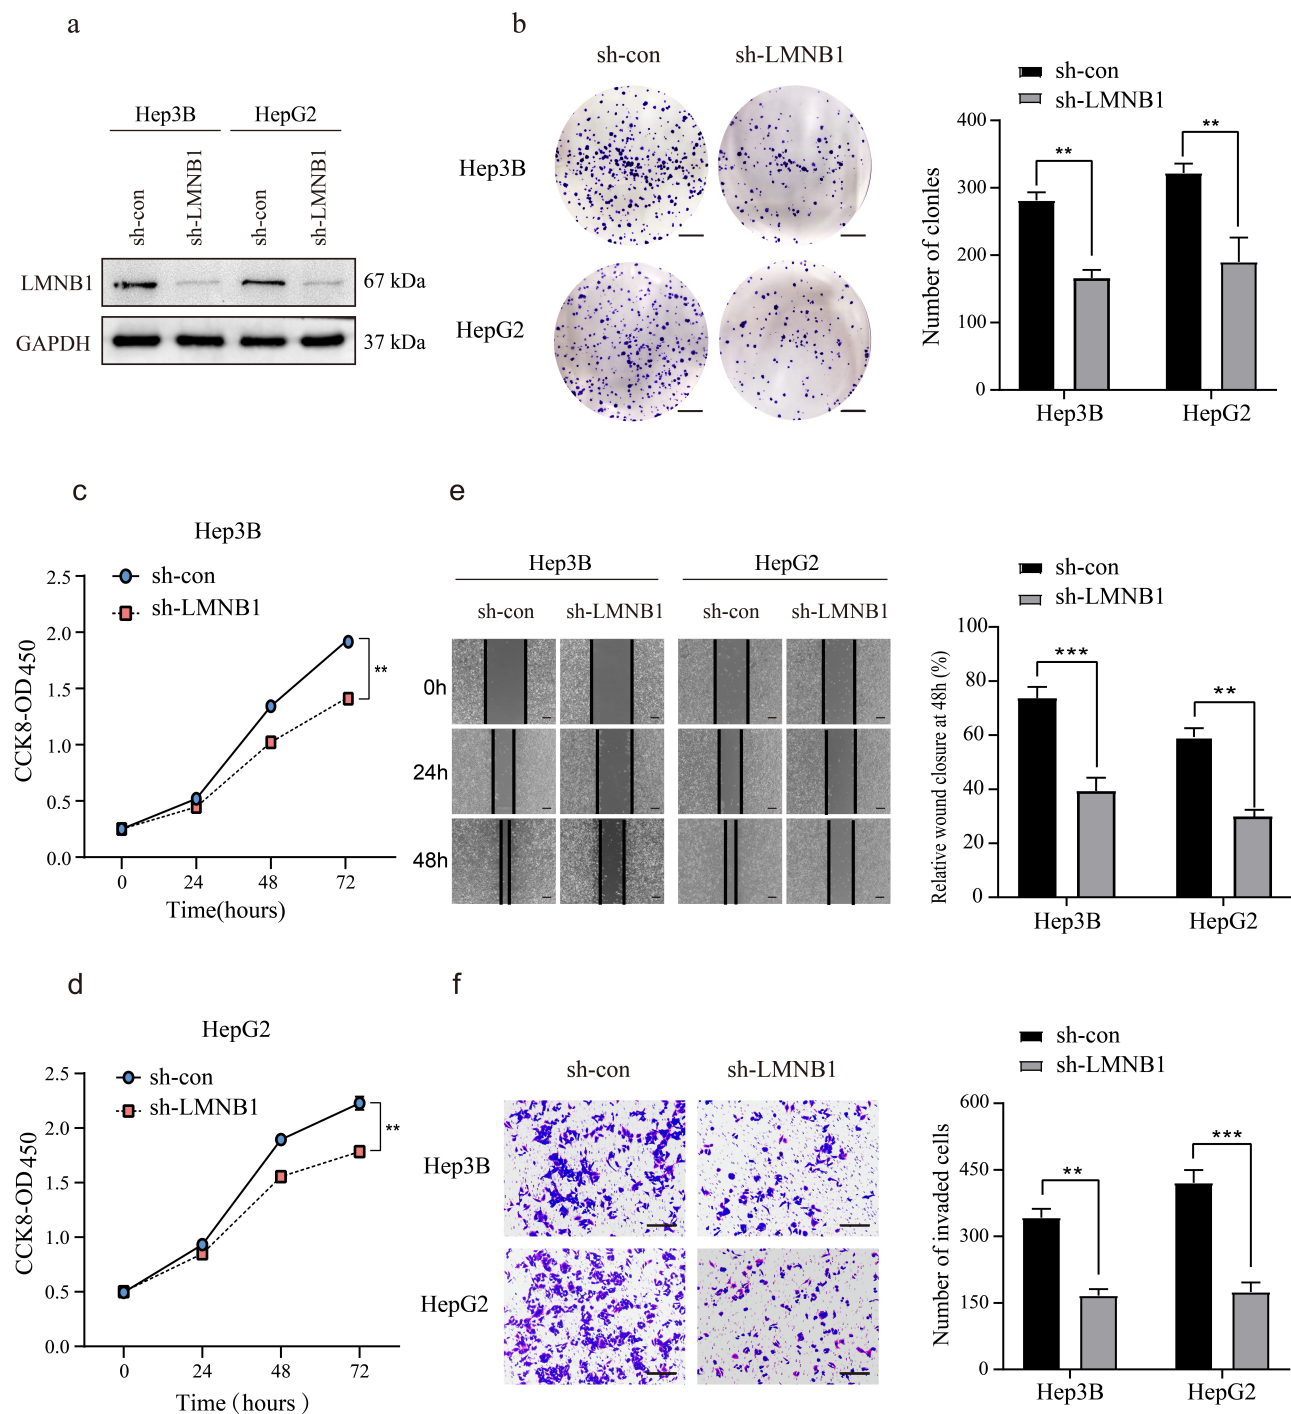 a
Hep3B HepG2
sh-con sh-LMNB1 sh-con sh-LMNB1
LMNB1 67 kDa
GAPDH 37 kDa
b
sh-con sh-LMNB1
Hep3B
HepG2
sh-con
sh-LMNB1
Number of clonles
400
300
200
100
0
**
**
Hep3B HepG2
c
Hep3B
sh-con
sh-LMNB1
CCK8-OD450
2.5
2.0
1.5
1.0
0.5
0.0
**
0 24 48 72
Time(hours)
e
Hep3B HepG2
sh-con sh-LMNB1 sh-con sh-LMNB1
0h
24h
48h
sh-con
sh-LMNB1
Relative wound closure at 48h (%)
100
80
60
40
20
0
***
**
Hep3B HepG2
d
HepG2
sh-con
sh-LMNB1
CCK8-OD450
2.5
2.0
1.5
1.0
0.5
0.0
**
0 24 48 72
Time (hours)
f
sh-con sh-LMNB1
Hep3B
HepG2
sh-con
sh-LMNB1
Number of invaded cells
600
450
300
150
0
**
***
Hep3B HepG2